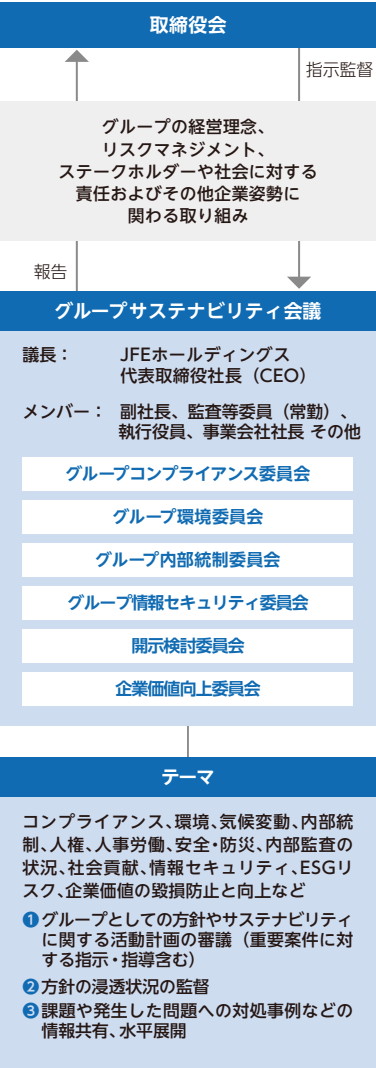 取締役会
指示監督
グループの経営理念、
リスクマネジメント、
ステークホルダーや社会に対する
責任およびその他企業姿勢に
関わる取り組み
報告
グループサステナビリティ会議
議長： JFEホールディングス
代表取締役社長（CEO）
メンバー： 副社長、監査等委員（常勤）、
執行役員、事業会社社長 その他
グループコンプライアンス委員会
グループ環境委員会
グループ内部統制委員会
グループ情報セキュリティ委員会
開示検討委員会
企業価値向上委員会
テーマ
コンプライアンス、環境、気候変動、内部統
制、人権、人事労働、安全・防災、内部監査の
状況、社会貢献、情報セキュリティ、ESGリ
スク、企業価値の毀損防止と向上など
❶グループとしての方針やサステナビリティ
に関する活動計画の審議（重要案件に対
する指示・指導含む）
❷方針の浸透状況の監督
❸課題や発生した問題への対処事例などの
情報共有、水平展開